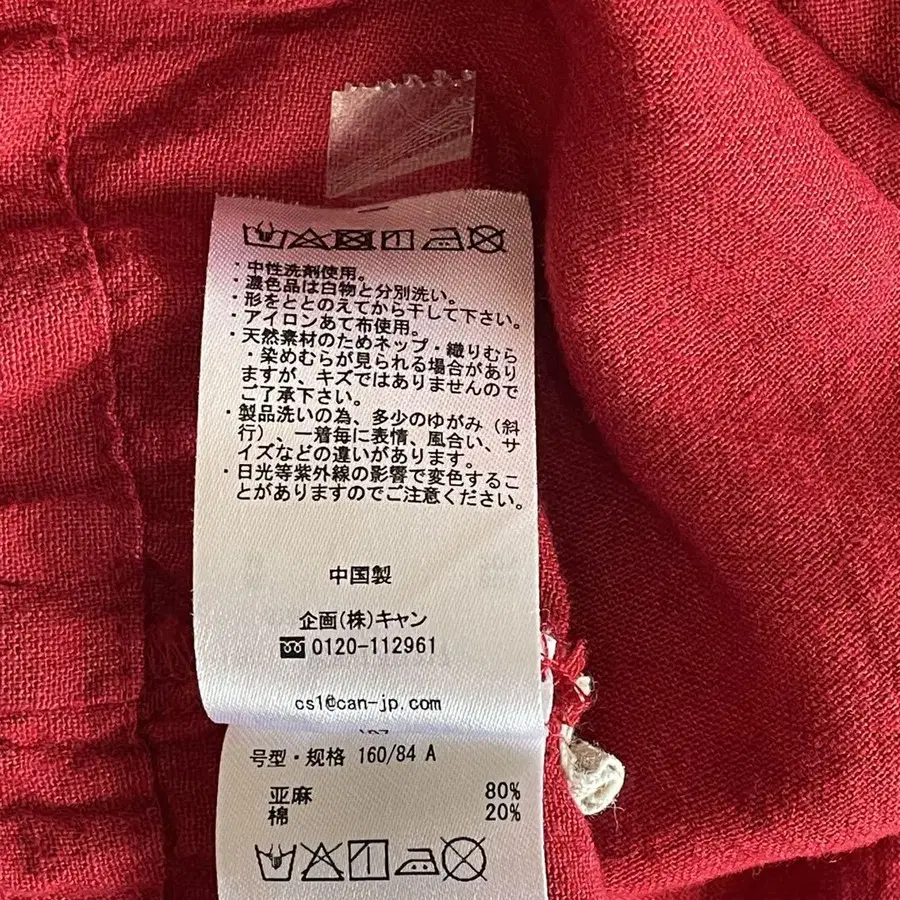 ・中性洗剤使用。
・濃色品は白物と分別洗い。
・形をととのえてから干して下さい。
・アイロンあて布使用。
・天然素材のためネップ・織りむら
・染めむらが見られる場合があり
ますが、キズではありませんので
ご了承下さい。
・製品洗いの為、多少のゆがみ（斜
行）、一着毎に表情、風合い、サ
イズなどの違いがあります。
・日光等紫外線の影響で変色するこ
とがありますのでご注意ください。
中国製
企画(株)キャン
0120-112961
cs1@can-jp.com
号型・规格 160/84 A
亚麻 80%
棉 20%